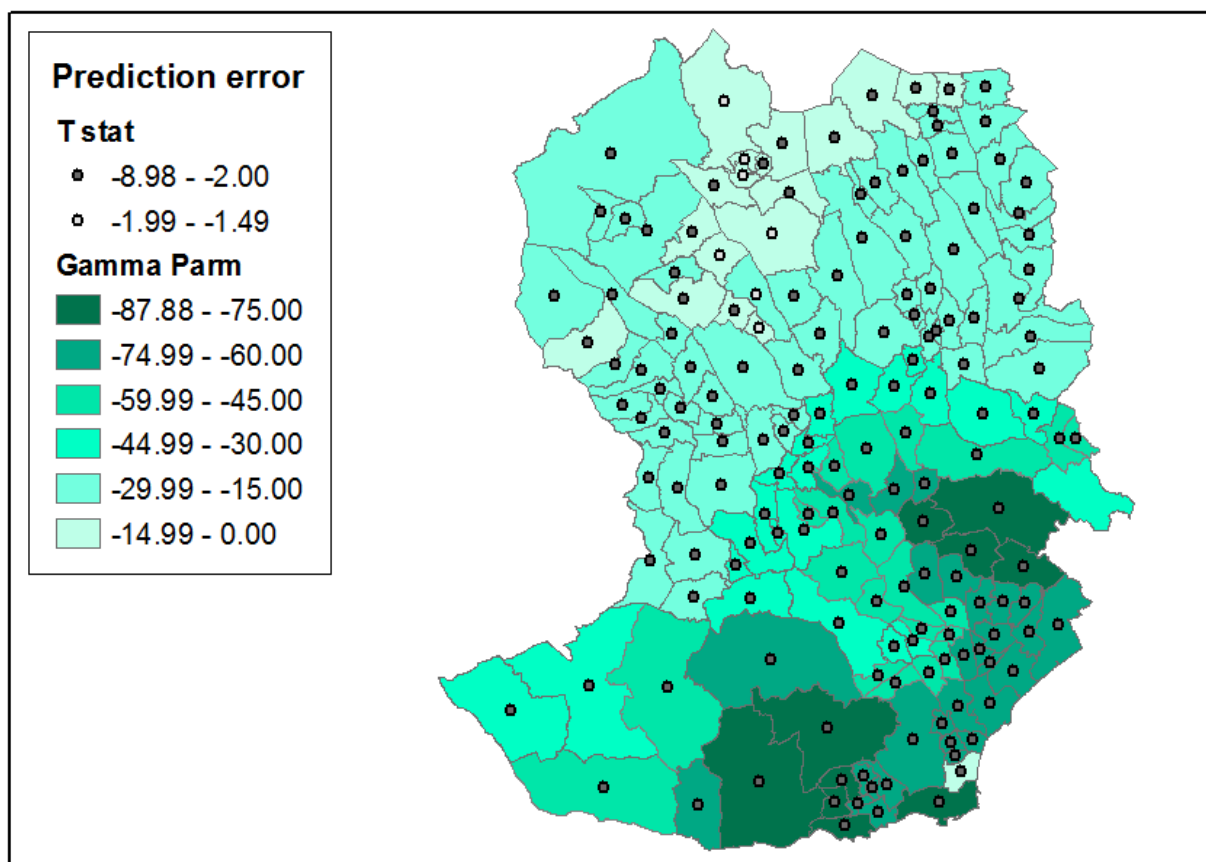 Prediction error
T stat
-8.98 - -2.00
-1.99 - -1.49
Gamma Parm
-87.88 - -75.00
-74.99 - -60.00
-59.99 - -45.00
-44.99 - -30.00
-29.99 - -15.00
-14.99 - 0.00